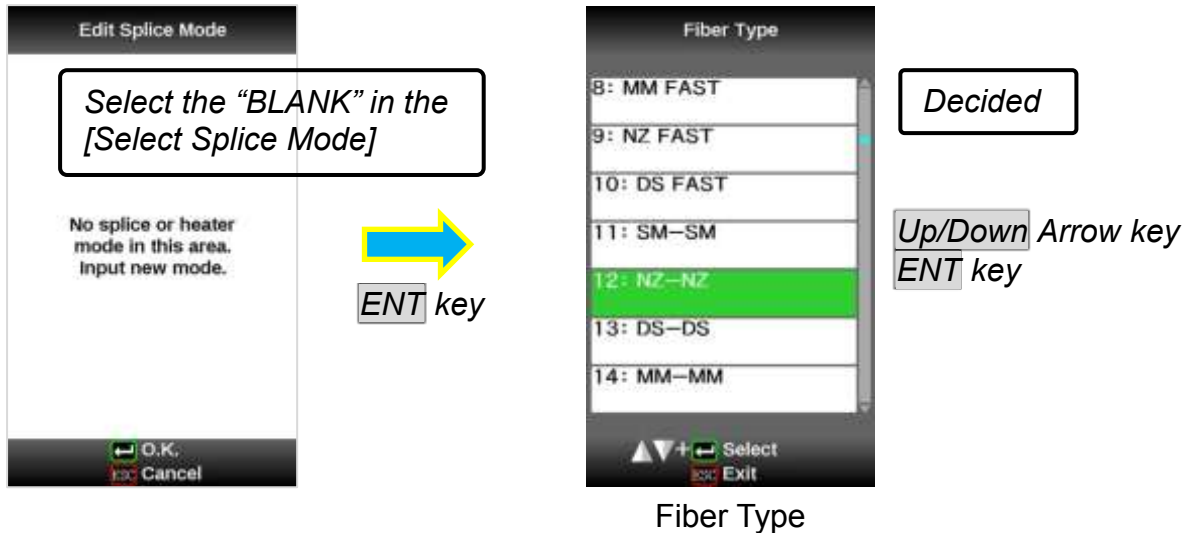 Edit Splice Mode
Select the “BLANK” in the
[Select Splice Mode]
No splice or heater
mode in this area.
Input new mode.
O.K.
ESC Cancel
ENT key
Fiber Type
8: MM FAST
9: NZ FAST
10: DS FAST
11: SM-SM
12: NZ-NZ
13: DS-DS
14: MM-MM
▲▼+ Select
ESC Exit
Fiber Type
Decided
Up/Down Arrow key
ENT key